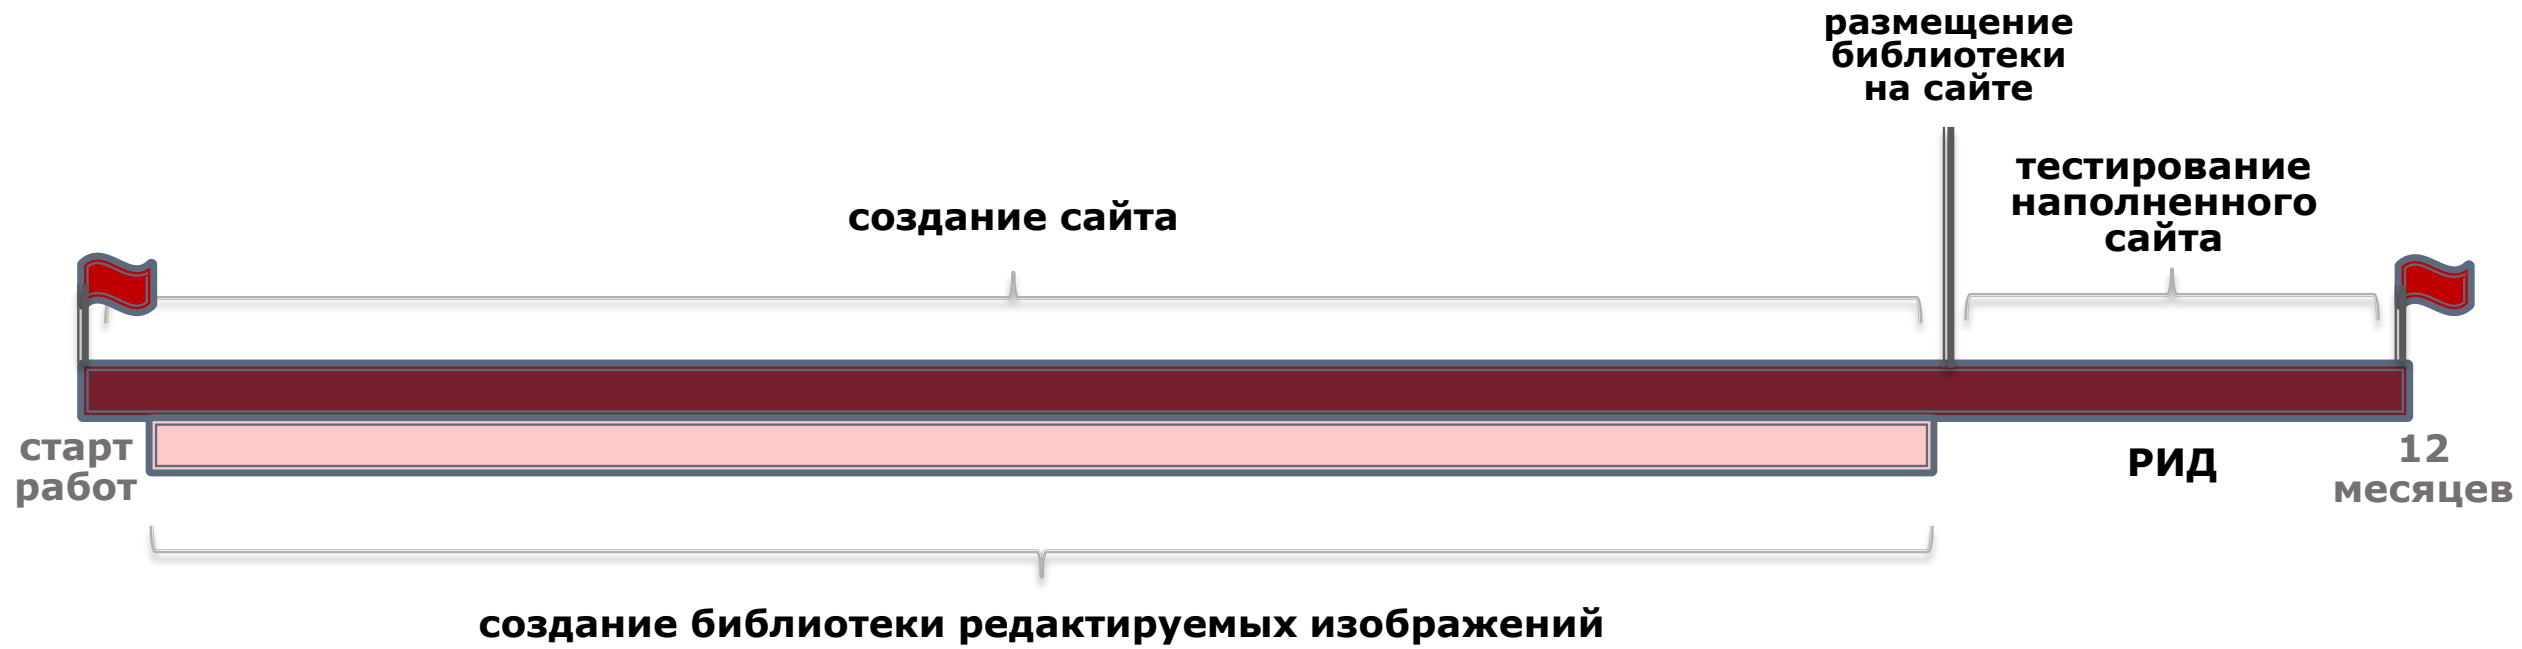 размещение
библиотеки
на сайте
тестирование
наполненного
сайта
создание сайта
старт
работ
РИД
12
месяцев
создание библиотеки редактируемых изображений